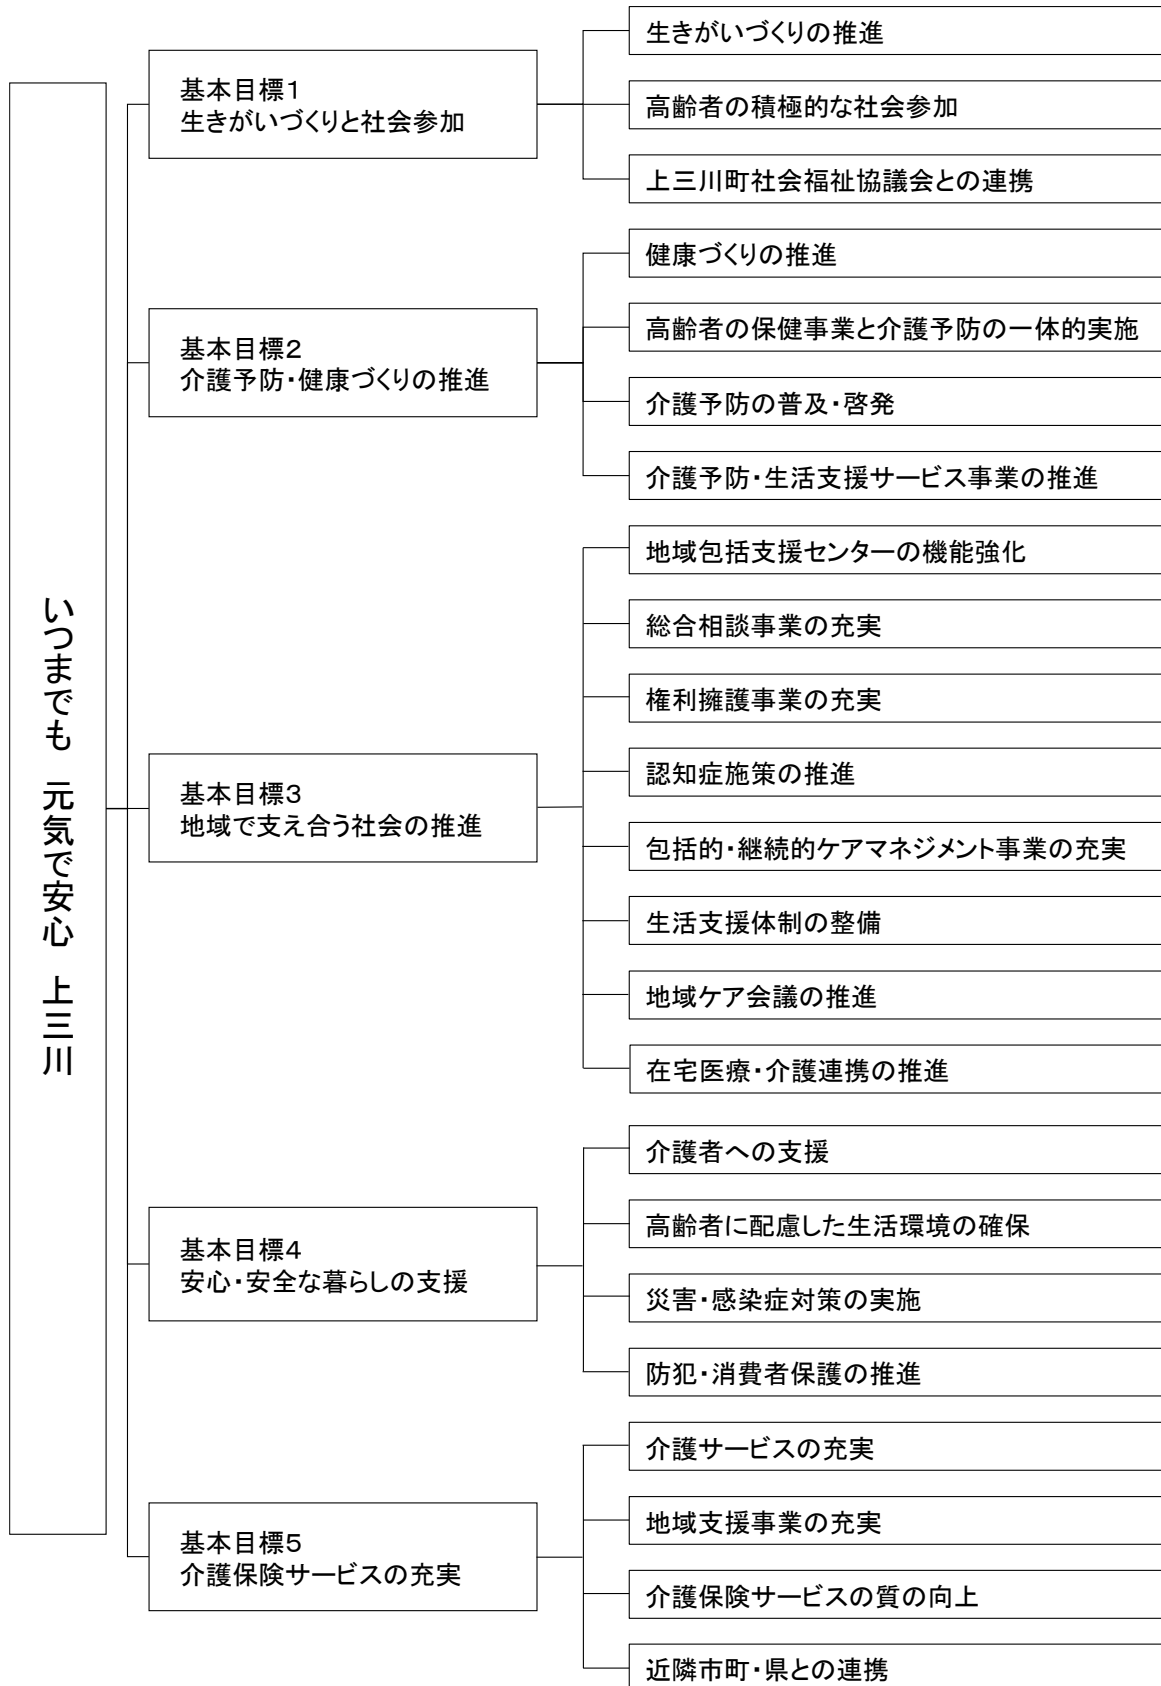 いつまでも 元気で安心 上三川
基本目標1
生きがいづくりと社会参加
生きがいづくりの推進
高齢者の積極的な社会参加
上三川町社会福祉協議会との連携
基本目標2
介護予防・健康づくりの推進
健康づくりの推進
高齢者の保健事業と介護予防の一体的実施
介護予防の普及・啓発
介護予防・生活支援サービス事業の推進
基本目標3
地域で支え合う社会の推進
地域包括支援センターの機能強化
総合相談事業の充実
権利擁護事業の充実
認知症施策の推進
包括的・継続的ケアマネジメント事業の充実
生活支援体制の整備
地域ケア会議の推進
在宅医療・介護連携の推進
基本目標4
安心・安全な暮らしの支援
介護者への支援
高齢者に配慮した生活環境の確保
災害・感染症対策の実施
防犯・消費者保護の推進
基本目標5
介護保険サービスの充実
介護サービスの充実
地域支援事業の充実
介護保険サービスの質の向上
近隣市町・県との連携